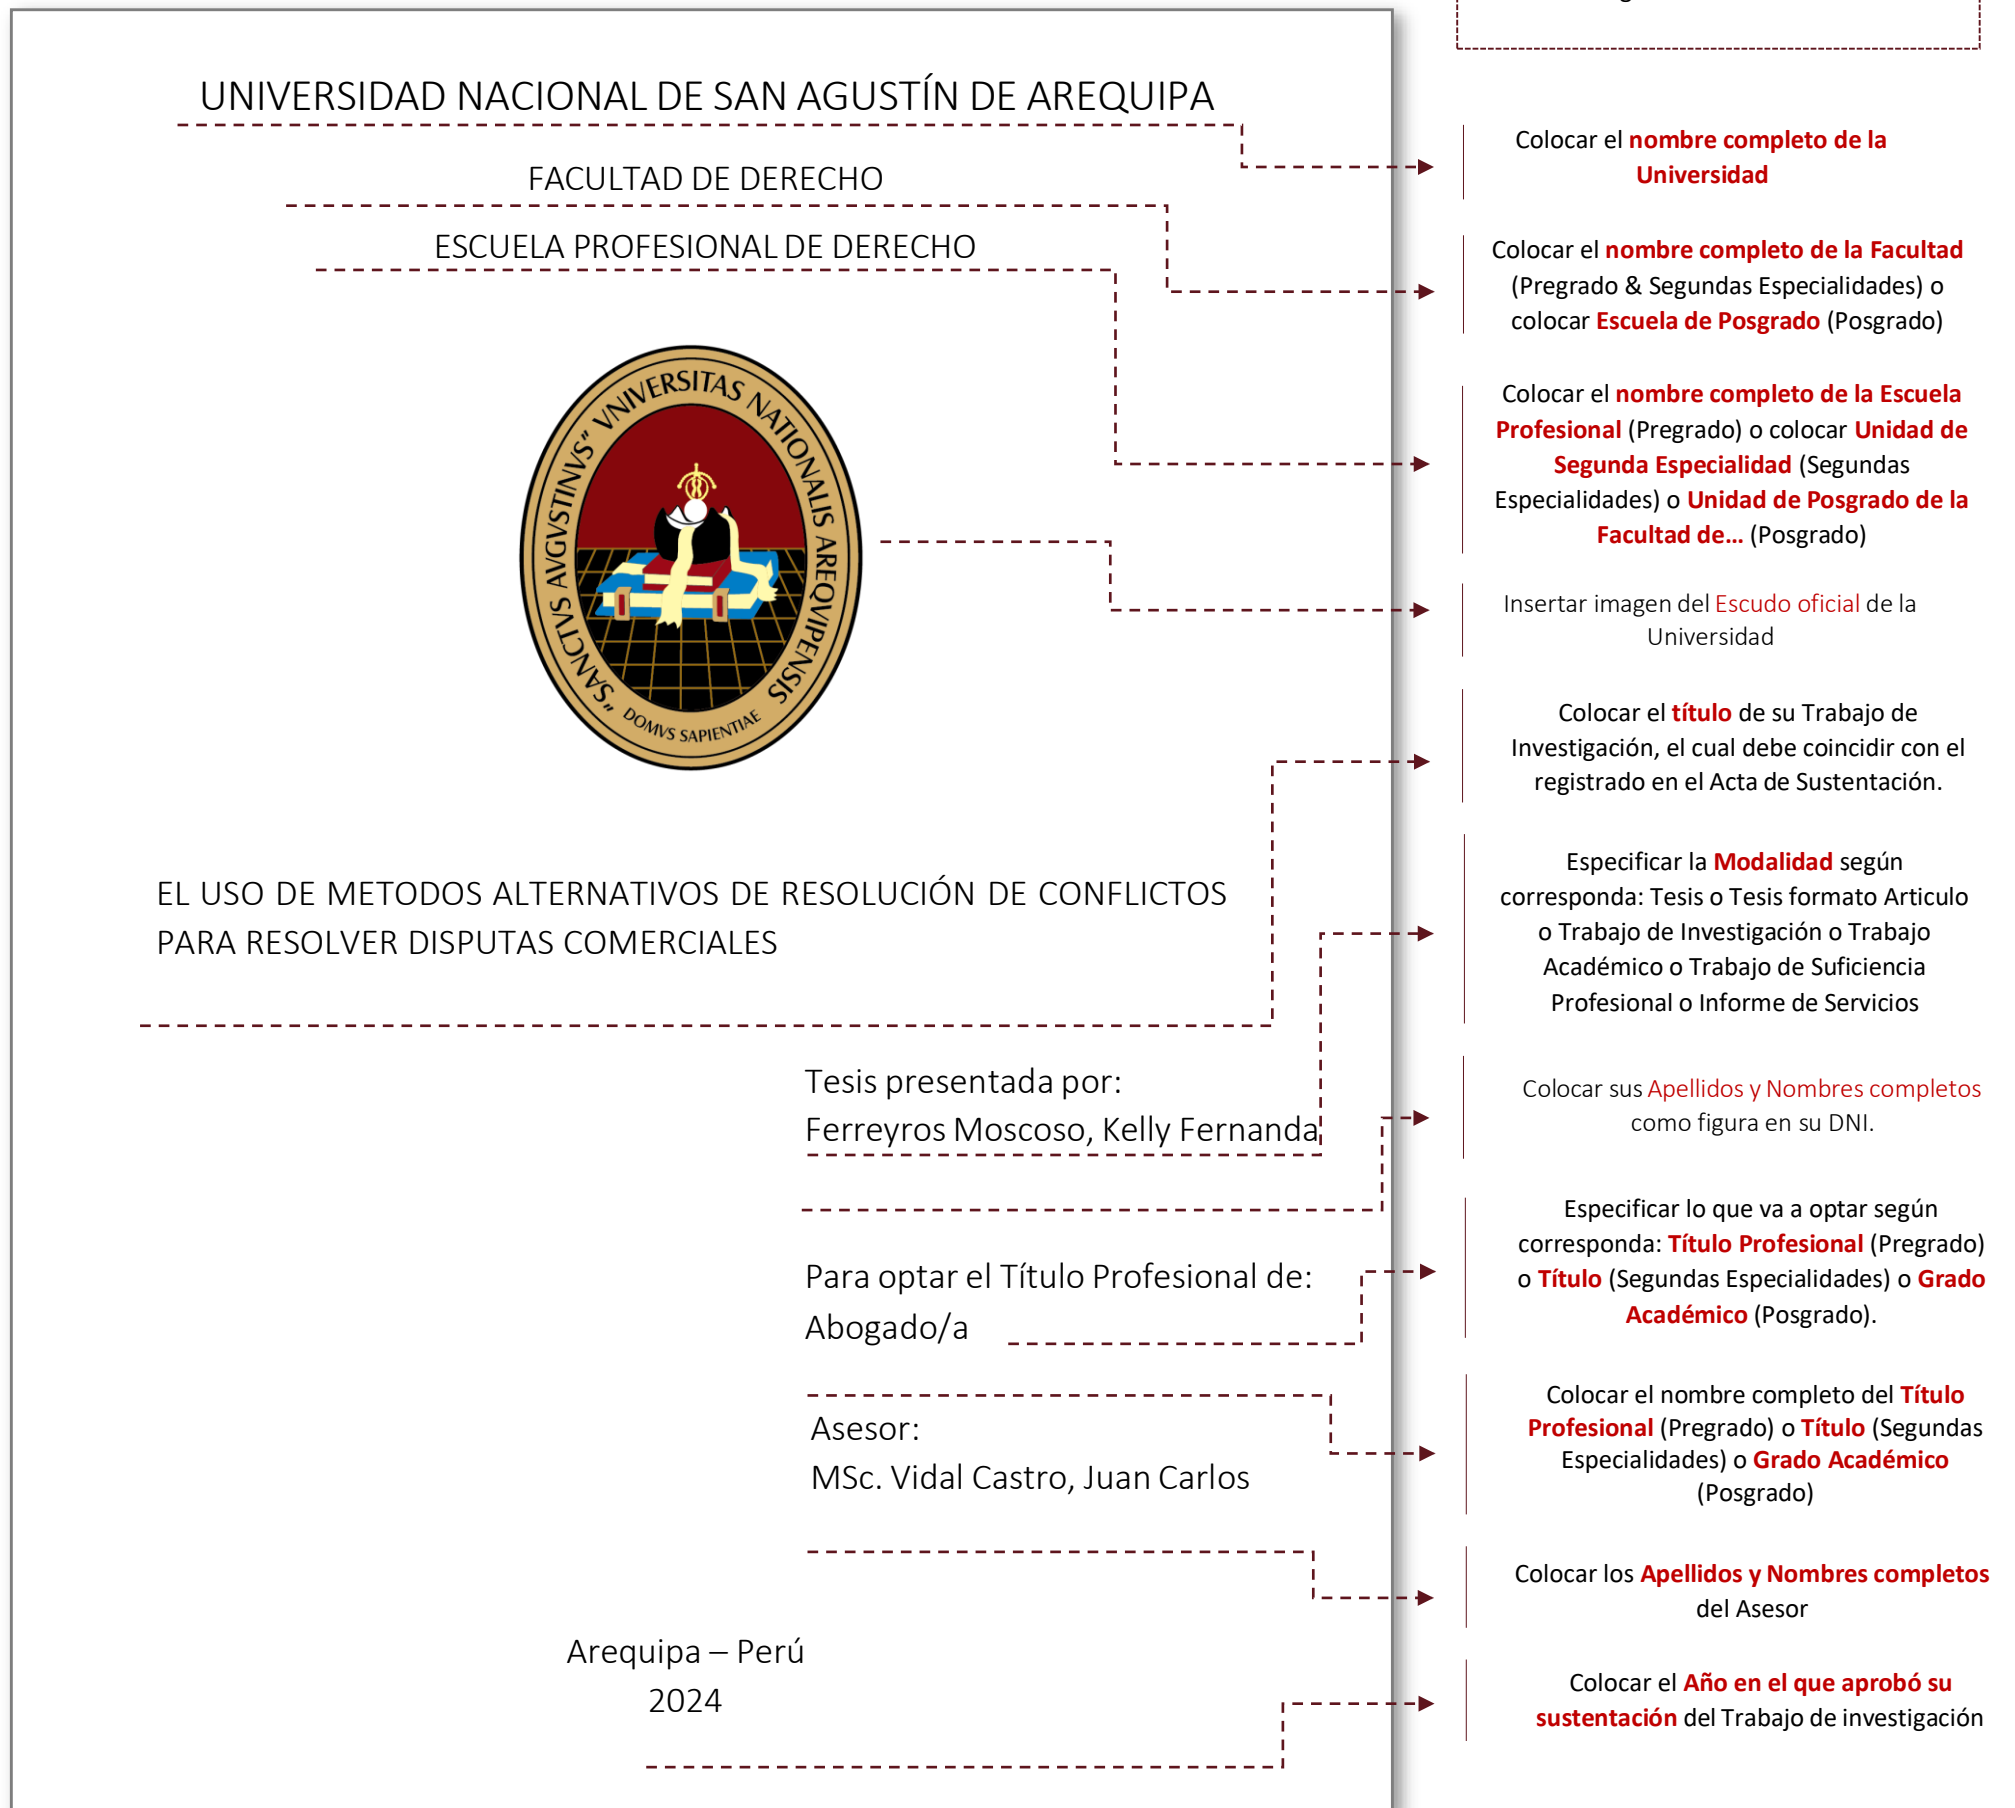 UNIVERSIDAD NACIONAL DE SAN AGUSTÍN DE AREQUIPA
FACULTAD DE DERECHO
ESCUELA PROFESIONAL DE DERECHO
"SANCTVS AVGVSTINVS" VNIVERSITAS NATIONALIS AREQVIPENSIS
DOMVS SAPIENTIAE
EL USO DE METODOS ALTERNATIVOS DE RESOLUCIÓN DE CONFLICTOS
PARA RESOLVER DISPUTAS COMERCIALES
Tesis presentada por:
Ferreyros Moscoso, Kelly Fernanda
Para optar el Título Profesional de:
Abogado/a
Asesor:
MSc. Vidal Castro, Juan Carlos
Arequipa – Perú
2024
Colocar el nombre completo de la
Universidad
Colocar el nombre completo de la Facultad
(Pregrado & Segundas Especialidades) o
colocar Escuela de Posgrado (Posgrado)
Colocar el nombre completo de la Escuela
Profesional (Pregrado) o colocar Unidad de
Segunda Especialidad (Segundas
Especialidades) o Unidad de Posgrado de la
Facultad de... (Posgrado)
Insertar imagen del Escudo oficial de la
Universidad
Colocar el título de su Trabajo de
Investigación, el cual debe coincidir con el
registrado en el Acta de Sustentación.
Especificar la Modalidad según
corresponda: Tesis o Tesis formato Articulo
o Trabajo de Investigación o Trabajo
Académico o Trabajo de Suficiencia
Profesional o Informe de Servicios
Colocar sus Apellidos y Nombres completos
como figura en su DNI.
Especificar lo que va a optar según
corresponda: Título Profesional (Pregrado)
o Título (Segundas Especialidades) o Grado
Académico (Posgrado).
Colocar el nombre completo del Título
Profesional (Pregrado) o Título (Segundas
Especialidades) o Grado Académico
(Posgrado)
Colocar los Apellidos y Nombres completos
del Asesor
Colocar el Año en el que aprobó su
sustentación del Trabajo de investigación